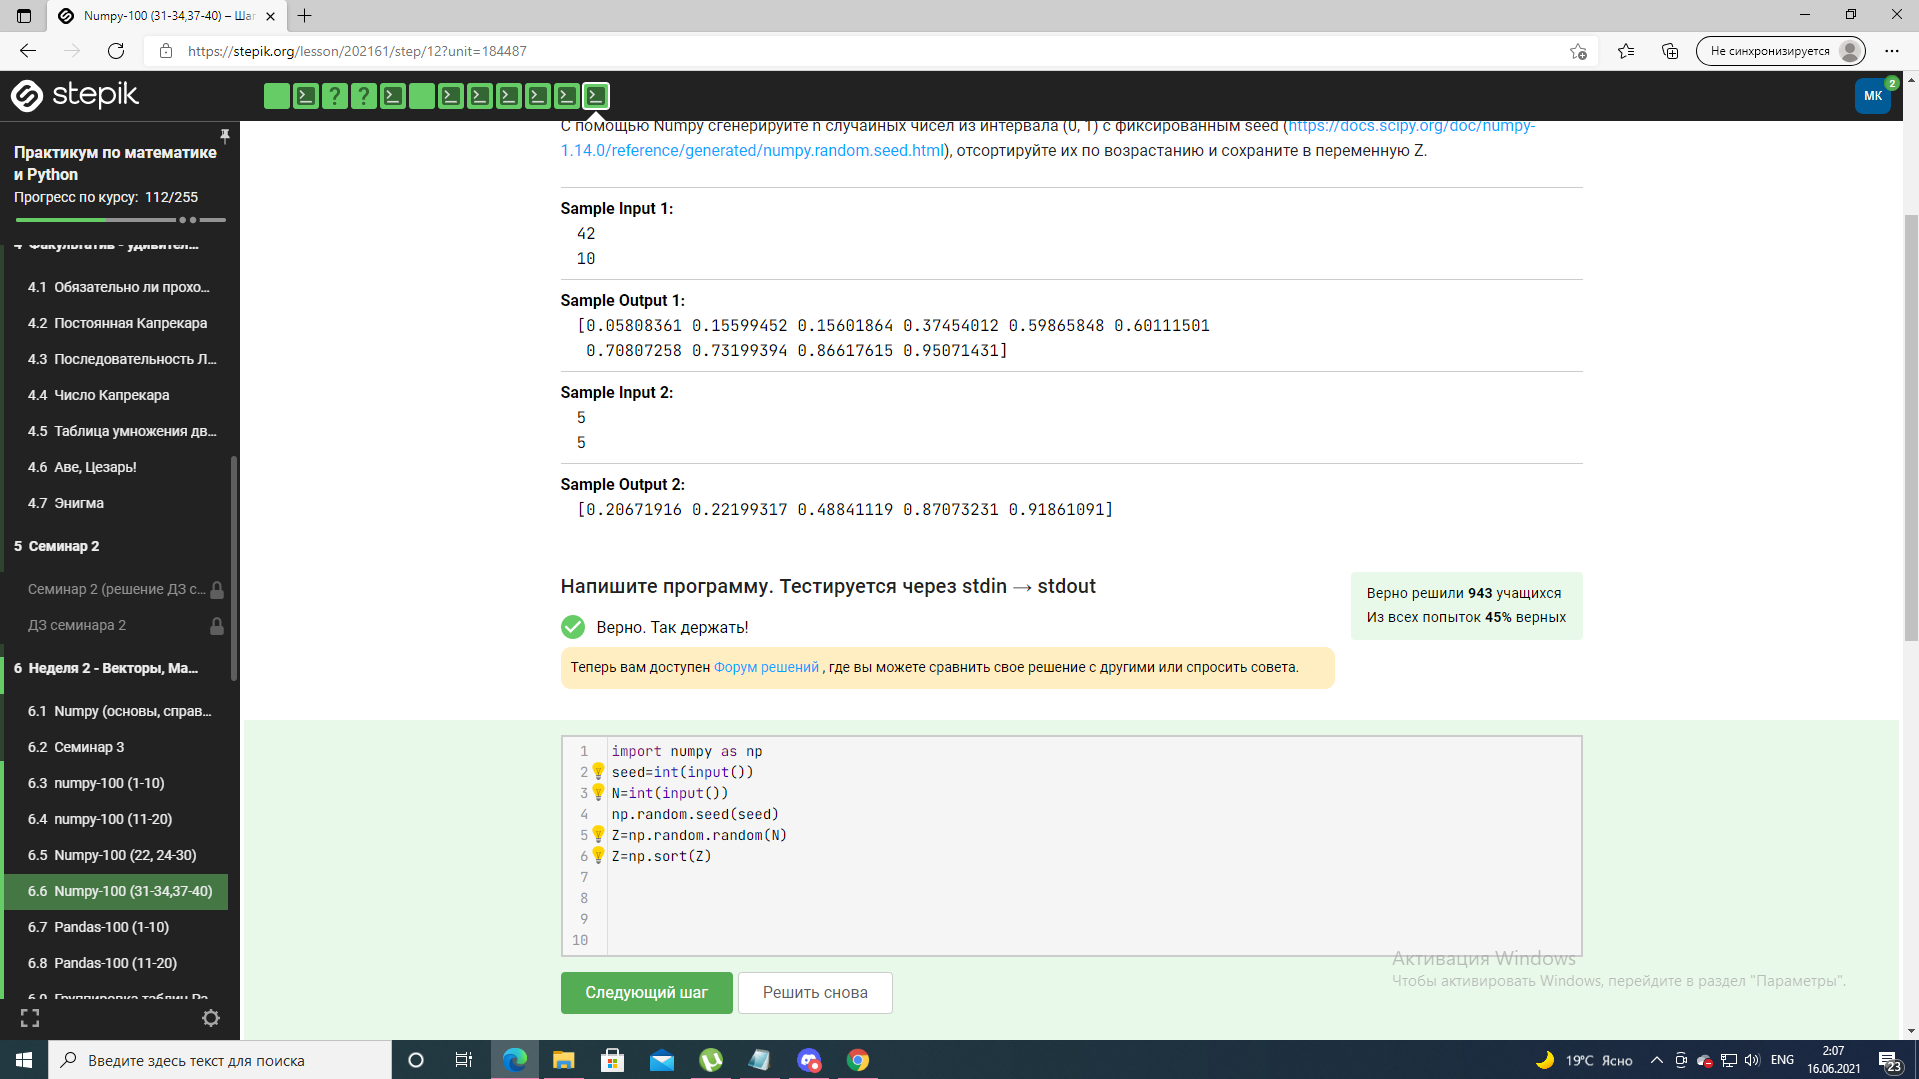 Numpy-100 (31-34,37-40) – Шаг
https://stepik.org/lesson/202161/step/12?unit=184487
Не синхронизируется
stepik
МК
2
Практикум по математике
и Python
Прогресс по курсу: 112/255
4 Факультатив - удивител...
4.1 Обязательно ли прохо...
4.2 Постоянная Капрекара
4.3 Последовательность Л...
4.4 Число Капрекара
4.5 Таблица умножения дв...
4.6 Аве, Цезарь!
4.7 Энигма
5 Семинар 2
Семинар 2 (решение ДЗ с...
ДЗ семинара 2
6 Неделя 2 - Векторы, Ма...
6.1 Numpy (основы, справ...
6.2 Семинар 3
6.3 numpy-100 (1-10)
6.4 numpy-100 (11-20)
6.5 Numpy-100 (22, 24-30)
6.6 Numpy-100 (31-34,37-40)
6.7 Pandas-100 (1-10)
6.8 Pandas-100 (11-20)
6.9 Группировка таблиц Pa...
С помощью Numpy сгенерируйте n случайных чисел из интервала (0, 1) с фиксированным seed (https://docs.scipy.org/doc/numpy-
1.14.0/reference/generated/numpy.random.seed.html), отсортируйте их по возрастанию и сохраните в переменную Z.
Sample Input 1:
42
10
Sample Output 1:
[0.05808361 0.15599452 0.15601864 0.37454012 0.59865848 0.60111501
0.70807258 0.73199394 0.86617615 0.95071431]
Sample Input 2:
5
5
Sample Output 2:
[0.20671916 0.22199317 0.48841119 0.87073231 0.91861091]
Напишите программу. Тестируется через stdin → stdout
Верно решили 943 учащихся
Из всех попыток 45% верных
Верно. Так держать!
Теперь вам доступен Форум решений , где вы можете сравнить свое решение с другими или спросить совета.
1 import numpy as np
2 seed=int(input())
3 N=int(input())
4 np.random.seed(seed)
5 Z=np.random.random(N)
6 Z=np.sort(Z)
7
8
9
10
Следующий шаг
Решить снова
Активация Windows
Чтобы активировать Windows, перейдите в раздел "Параметры".
Введите здесь текст для поиска
19°C Ясно
ENG
2:07
16.06.2021
23